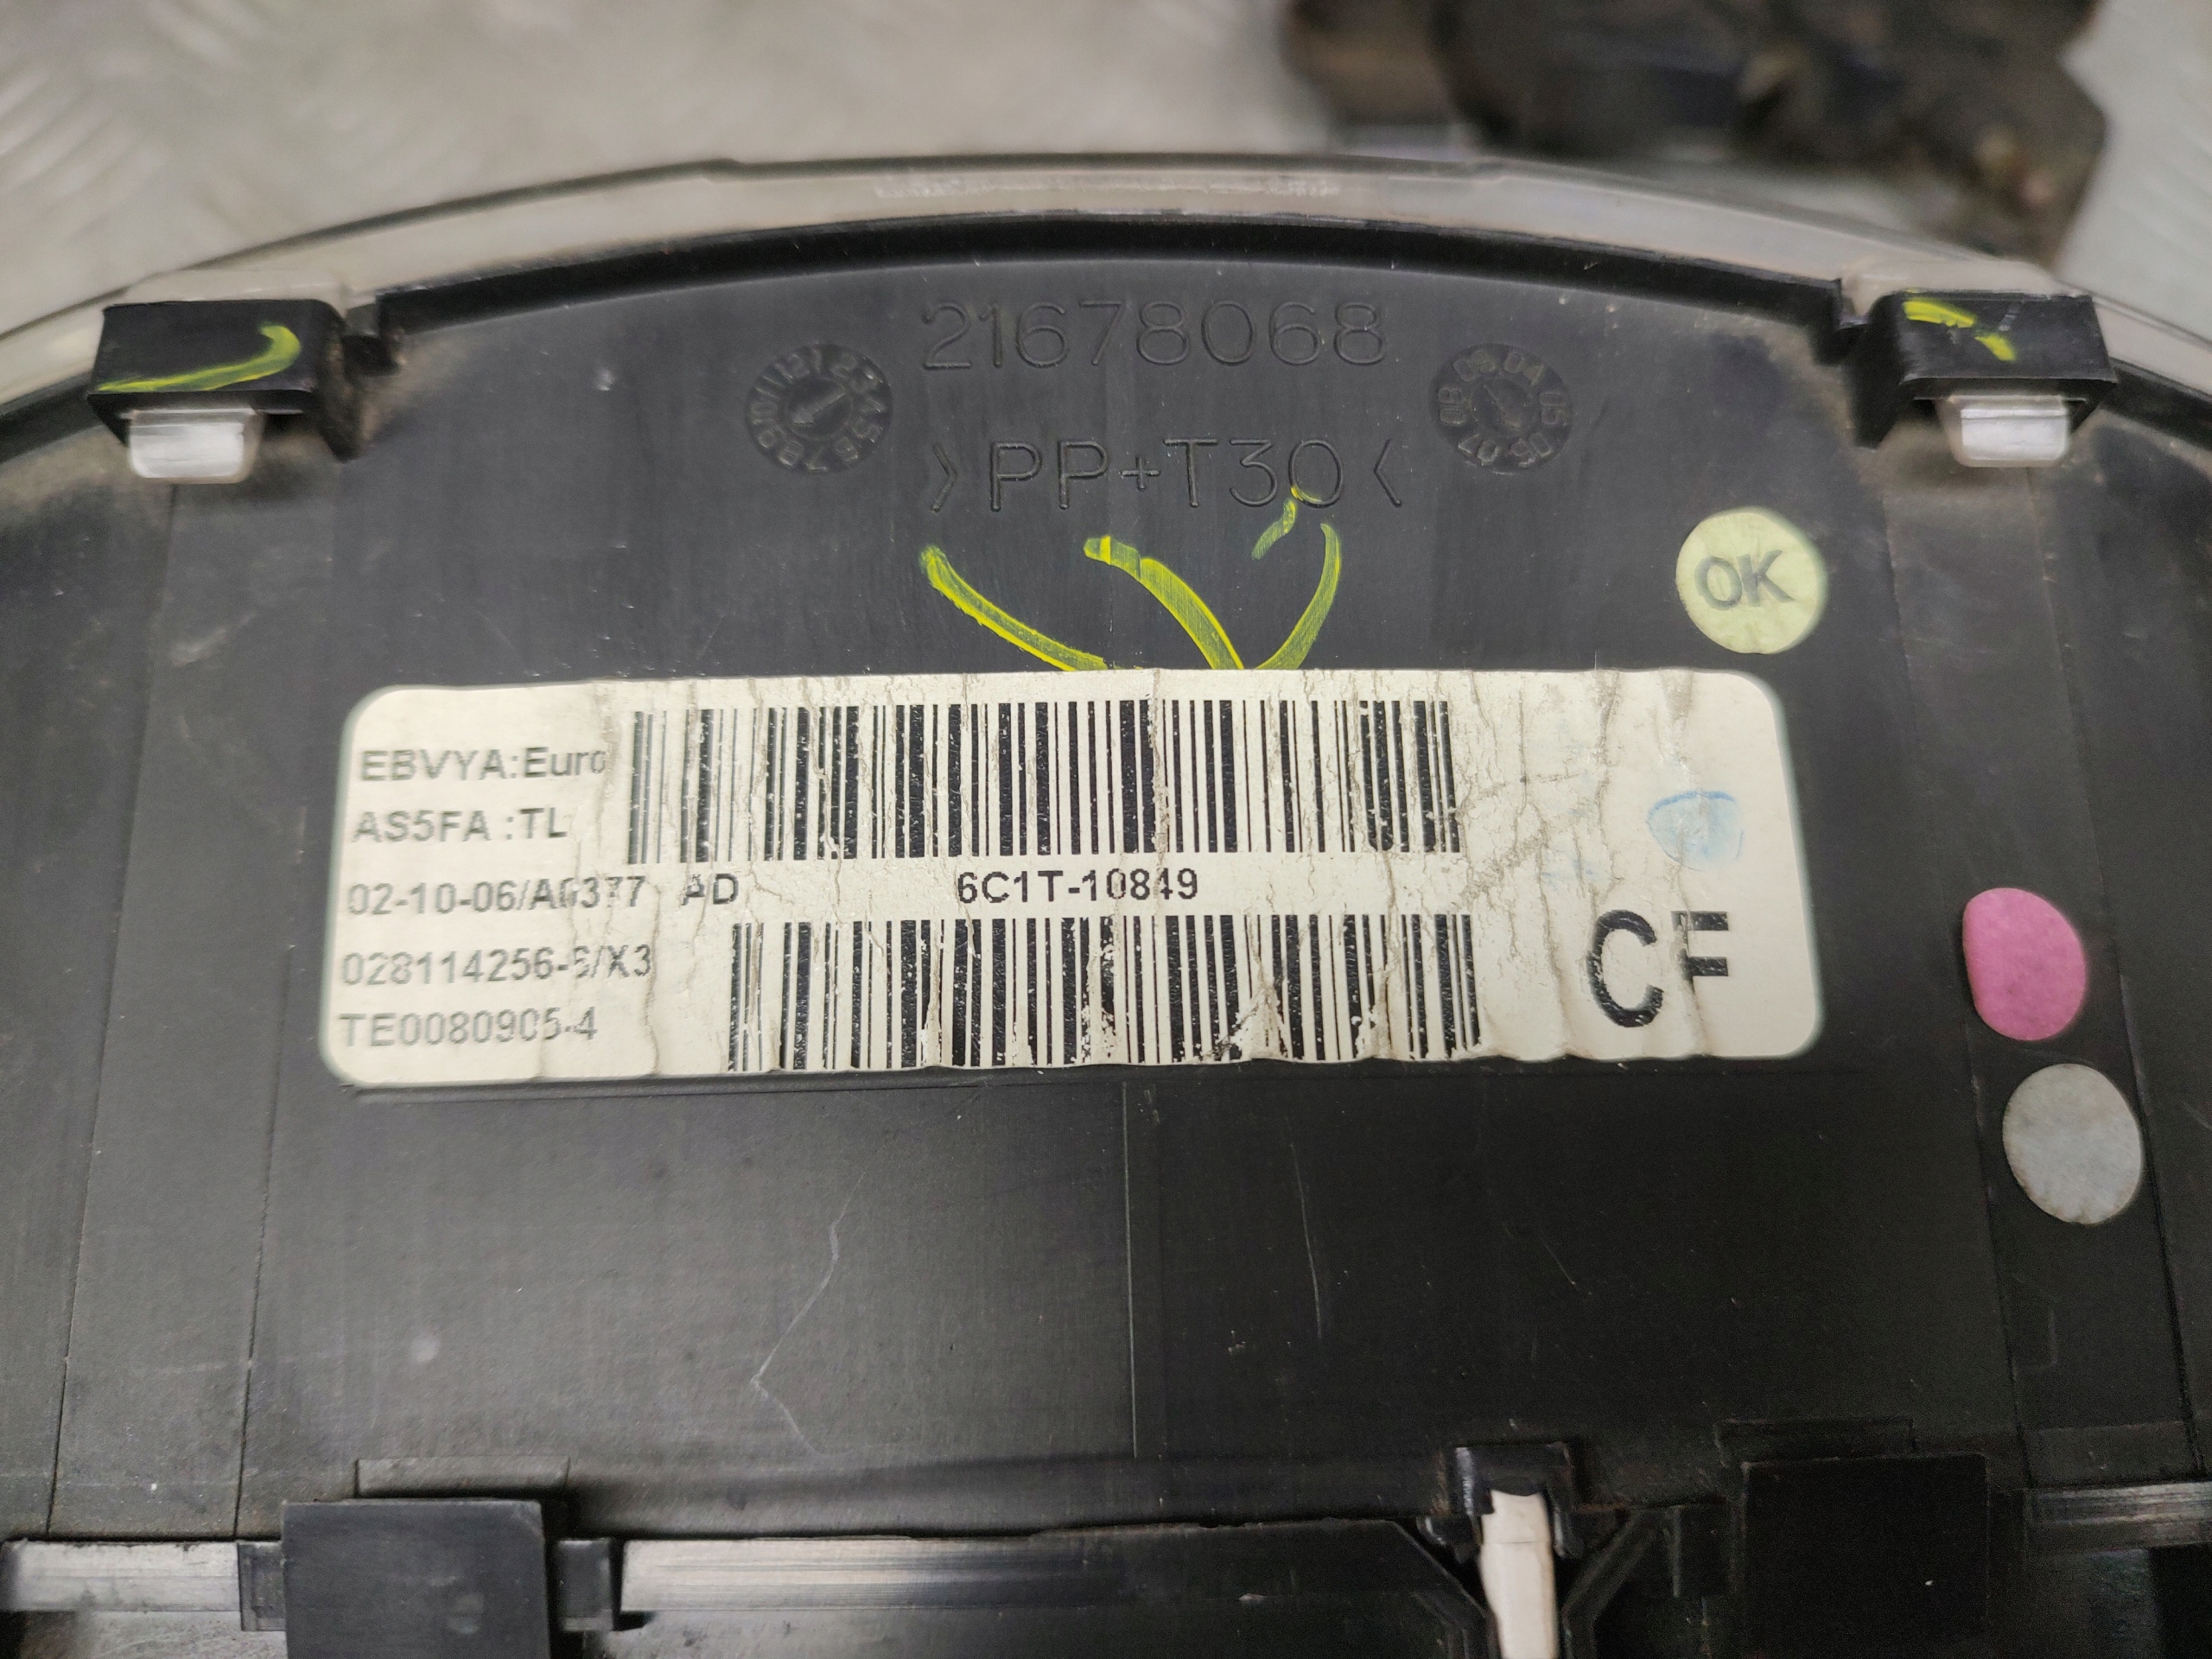 21678068
>PP+T30<
OK
EBVYA:Euro
AS5FA :TL
02-10-06/A0377 AD 6C1T-10849
028114256-6/X3
TE0080905-4
CF